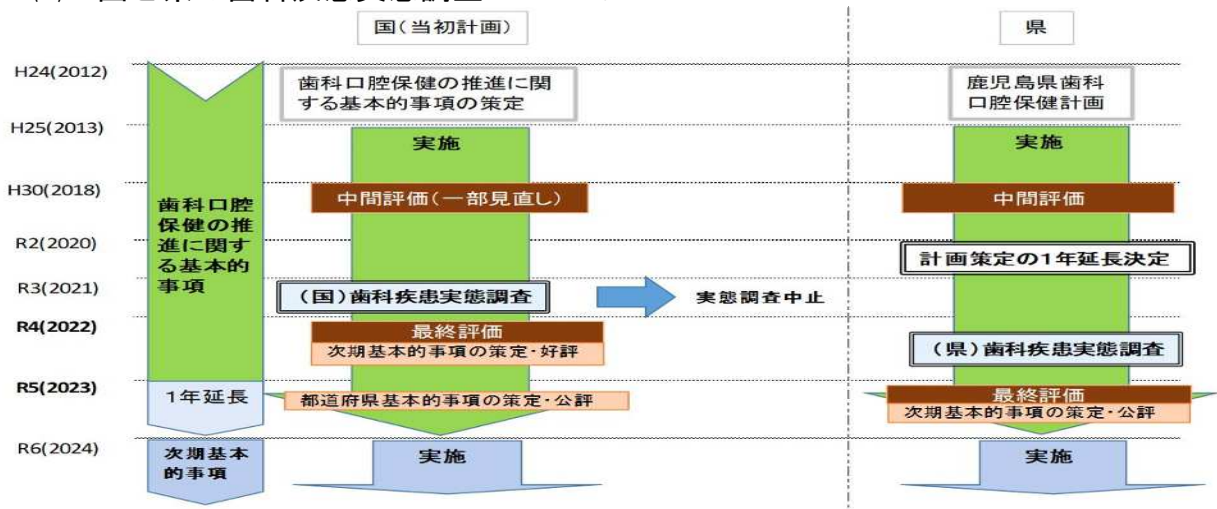 国(当初計画)
県
H24(2012)
歯科口腔保健の推進に関
する基本的事項の策定
鹿児島県歯科
口腔保健計画
H25(2013)
実施
実施
H30(2018)
中間評価(一部見直し)
中間評価
歯科口腔
保健の推
進に関す
る基本的
事項
R2(2020)
計画策定の1年延長決定
R3(2021)
(国)歯科疾患実態調査
実態調査中止
R4(2022)
最終評価
次期基本的事項の策定・好評
(県)歯科疾患実態調査
R5(2023)
1年延長
都道府県基本的事項の策定・公評
最終評価
次期基本的事項の策定・公評
R6(2024)
次期基本
的事項
実施
実施